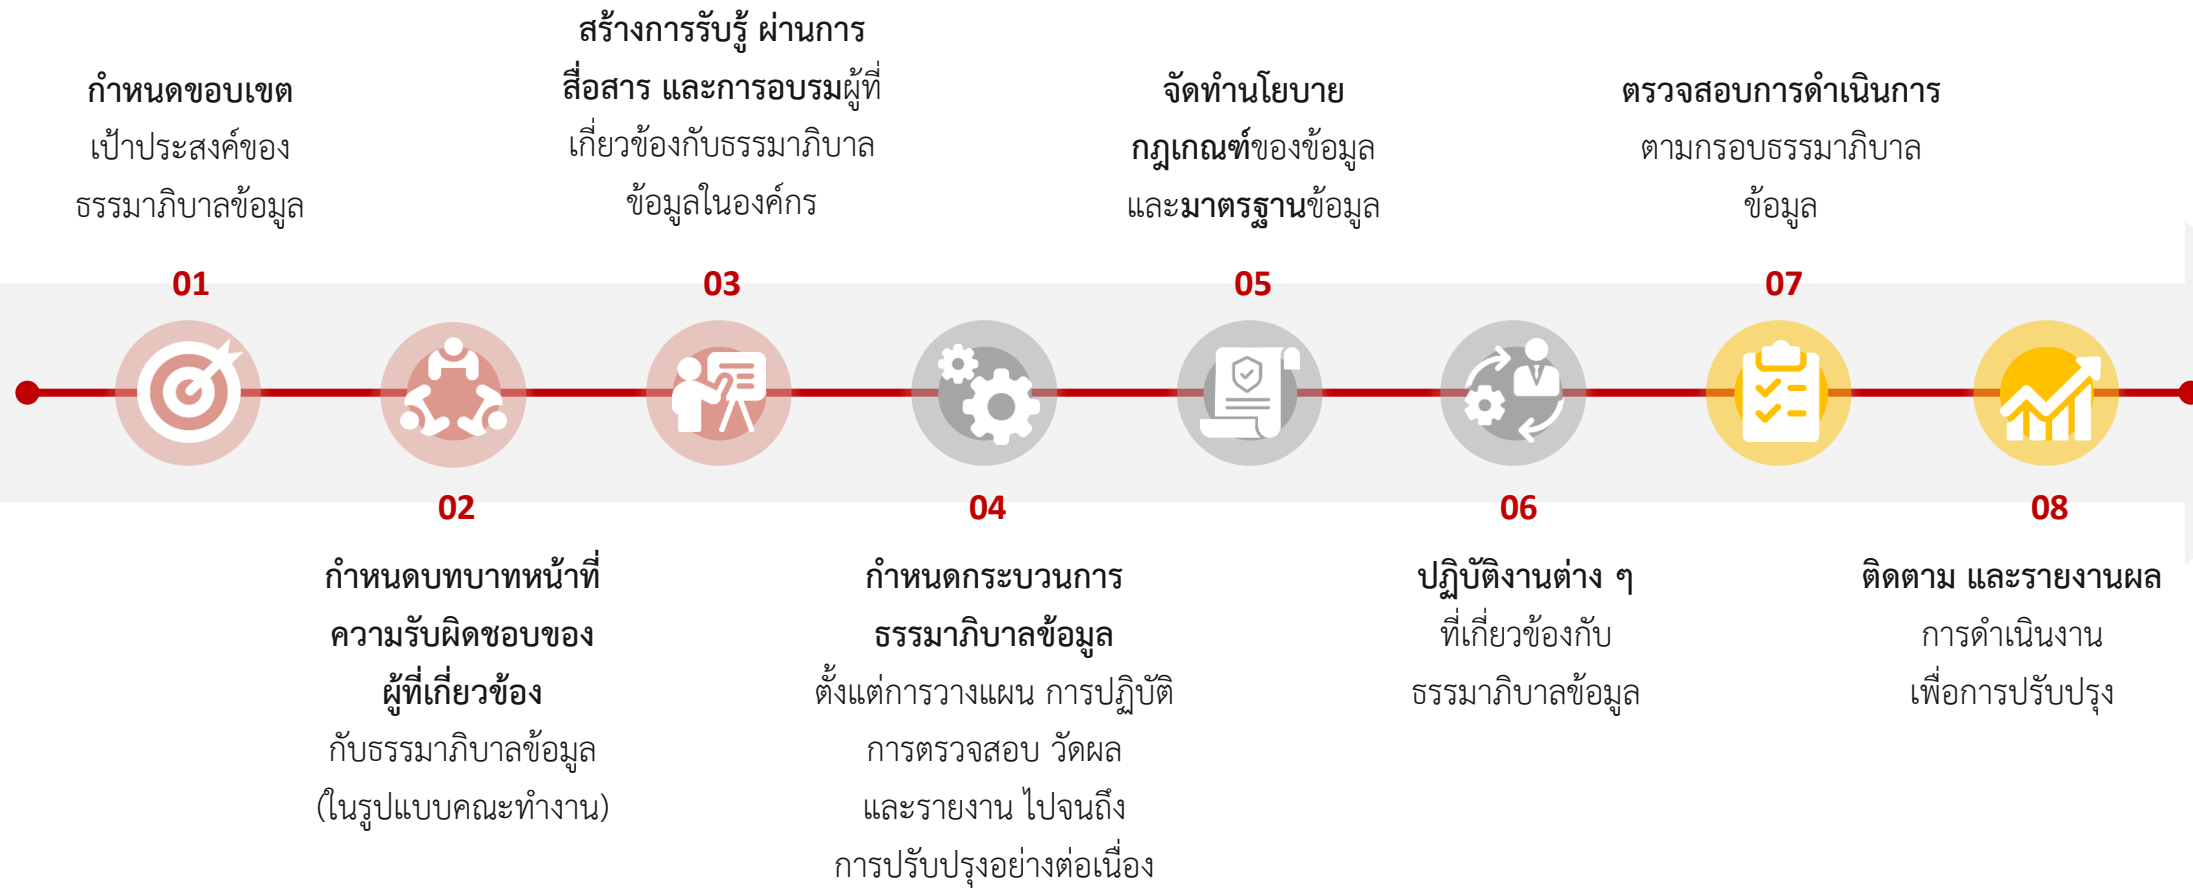 กำหนดขอบเขต
เป้าประสงค์ของ
ธรรมาภิบาลข้อมูล
01
02
กำหนดบทบาทหน้าที่
ความรับผิดชอบของ
ผู้ที่เกี่ยวข้อง
กับธรรมาภิบาลข้อมูล
(ในรูปแบบคณะทำงาน)
สร้างการรับรู้ ผ่านการ
สื่อสาร และการอบรมผู้ที่
เกี่ยวข้องกับธรรมาภิบาล
ข้อมูลในองค์กร
03
04
กำหนดกระบวนการ
ธรรมาภิบาลข้อมูล
ตั้งแต่การวางแผน การปฏิบัติ
การตรวจสอบ วัดผล
และรายงาน ไปจนถึง
การปรับปรุงอย่างต่อเนื่อง
จัดทำนโยบาย
กฎเกณฑ์ของข้อมูล
และมาตรฐานข้อมูล
05
06
ปฏิบัติงานต่าง ๆ
ที่เกี่ยวข้องกับ
ธรรมาภิบาลข้อมูล
ตรวจสอบการดำเนินการ
ตามกรอบธรรมาภิบาล
ข้อมูล
07
08
ติดตาม และรายงานผล
การดำเนินงาน
เพื่อการปรับปรุง